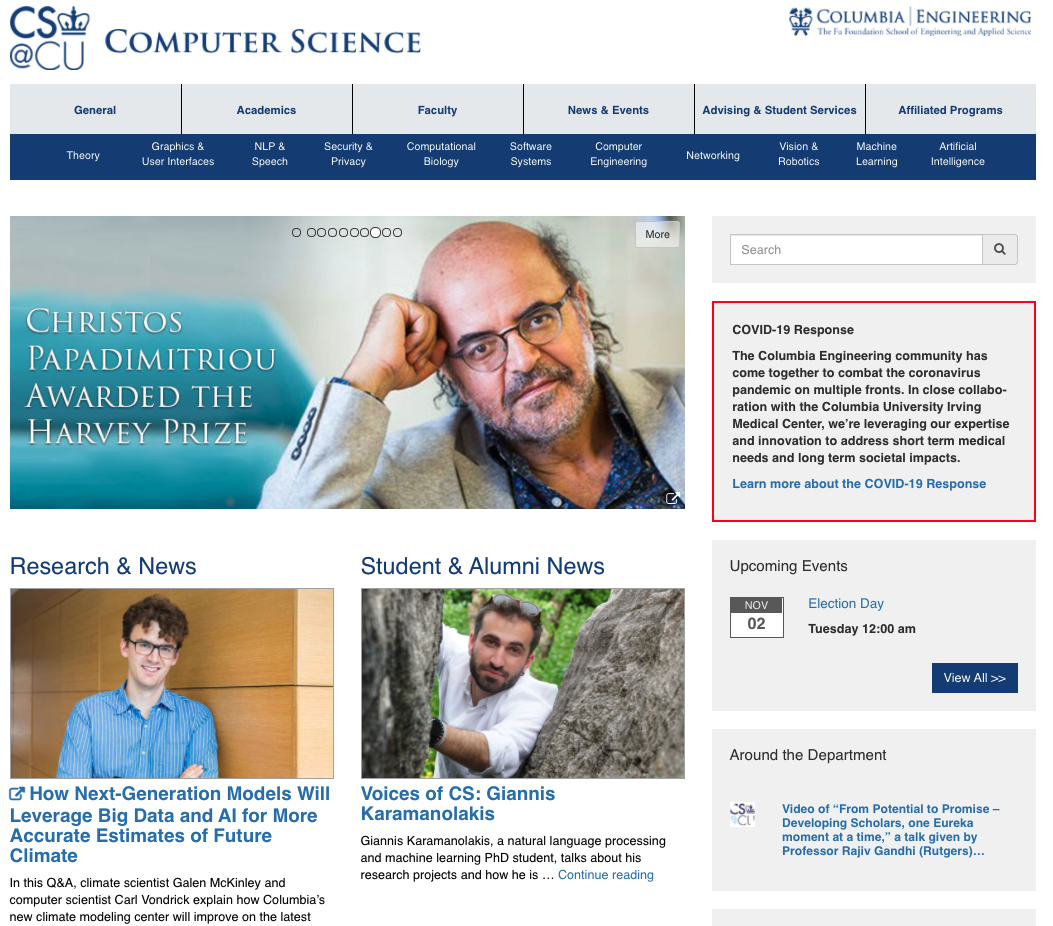 CS
@CU
COMPUTER SCIENCE
COLUMBIA | ENGINEERING
The Fu Foundation School of Engineering and Applied Science
General
Academics
Faculty
News & Events
Advising & Student Services
Affiliated Programs
Theory
Graphics &
User Interfaces
NLP &
Speech
Security &
Privacy
Computational
Biology
Software
Systems
Computer
Engineering
Networking
Vision &
Robotics
Machine
Learning
Artificial
Intelligence
More
CHRISTOS
PAPADIMITRIOU
AWARDED THE
HARVEY PRIZE
Search
COVID-19 Response
The Columbia Engineering community has
come together to combat the coronavirus
pandemic on multiple fronts. In close collabo-
ration with the Columbia University Irving
Medical Center, we’re leveraging our expertise
and innovation to address short term medical
needs and long term societal impacts.
Learn more about the COVID-19 Response
Research & News
How Next-Generation Models Will
Leverage Big Data and AI for More
Accurate Estimates of Future
Climate
In this Q&A, climate scientist Galen McKinley and
computer scientist Carl Vondrick explain how Columbia’s
new climate modeling center will improve on the latest
Student & Alumni News
Voices of CS: Giannis
Karamanolakis
Giannis Karamanolakis, a natural language processing
and machine learning PhD student, talks about his
research projects and how he is … Continue reading
Upcoming Events
NOV
02
Election Day
Tuesday 12:00 am
View All >>
Around the Department
CS
@CU
Video of “From Potential to Promise –
Developing Scholars, one Eureka
moment at a time,” a talk given by
Professor Rajiv Gandhi (Rutgers)…